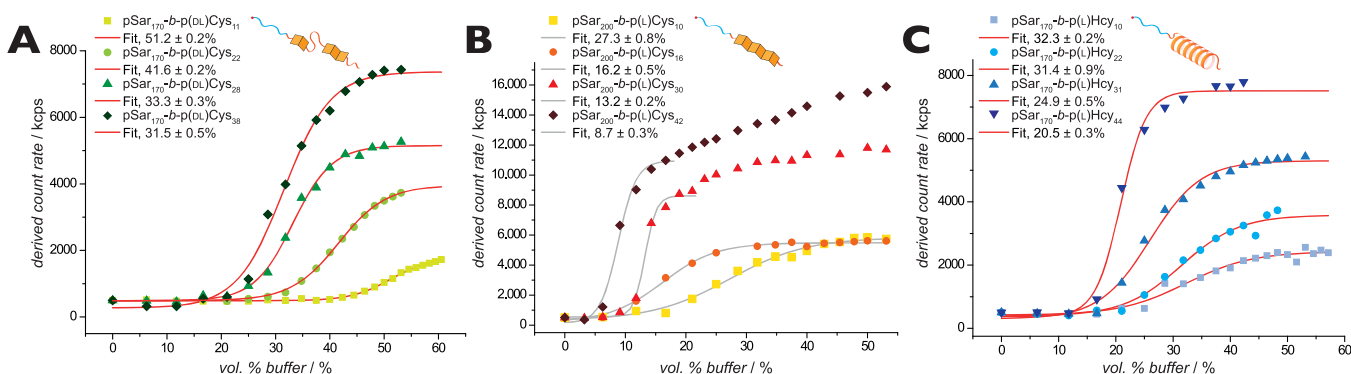 A
pSar170-b-p(DL)Cys11
Fit, 51.2 ± 0.2%
pSar170-b-p(DL)Cys22
Fit, 41.6 ± 0.2%
pSar170-b-p(DL)Cys28
Fit, 33.3 ± 0.3%
pSar170-b-p(DL)Cys38
Fit, 31.5 ± 0.5%
derived count rate / kcps
8000
6000
4000
2000
0
0 10 20 30 40 50 60
vol. % buffer / %
B
pSar200-b-p(L)Cys10
Fit, 27.3 ± 0.8%
pSar200-b-p(L)Cys16
Fit, 16.2 ± 0.5%
pSar200-b-p(L)Cys30
Fit, 13.2 ± 0.2%
pSar200-b-p(L)Cys42
Fit, 8.7 ± 0.3%
derived count rate / kcps
16,000
14,000
12,000
10,000
8,000
6,000
4,000
2,000
0
0 10 20 30 40 50
vol. % buffer / %
C
pSar170-b-p(L)Hcy10
Fit, 32.3 ± 0.2%
pSar170-b-p(L)Hcy22
Fit, 31.4 ± 0.9%
pSar170-b-p(L)Hcy31
Fit, 24.9 ± 0.5%
pSar170-b-p(L)Hcy44
Fit, 20.5 ± 0.3%
derived count rate / kcps
8000
6000
4000
2000
0
0 10 20 30 40 50 60
vol. % buffer / %